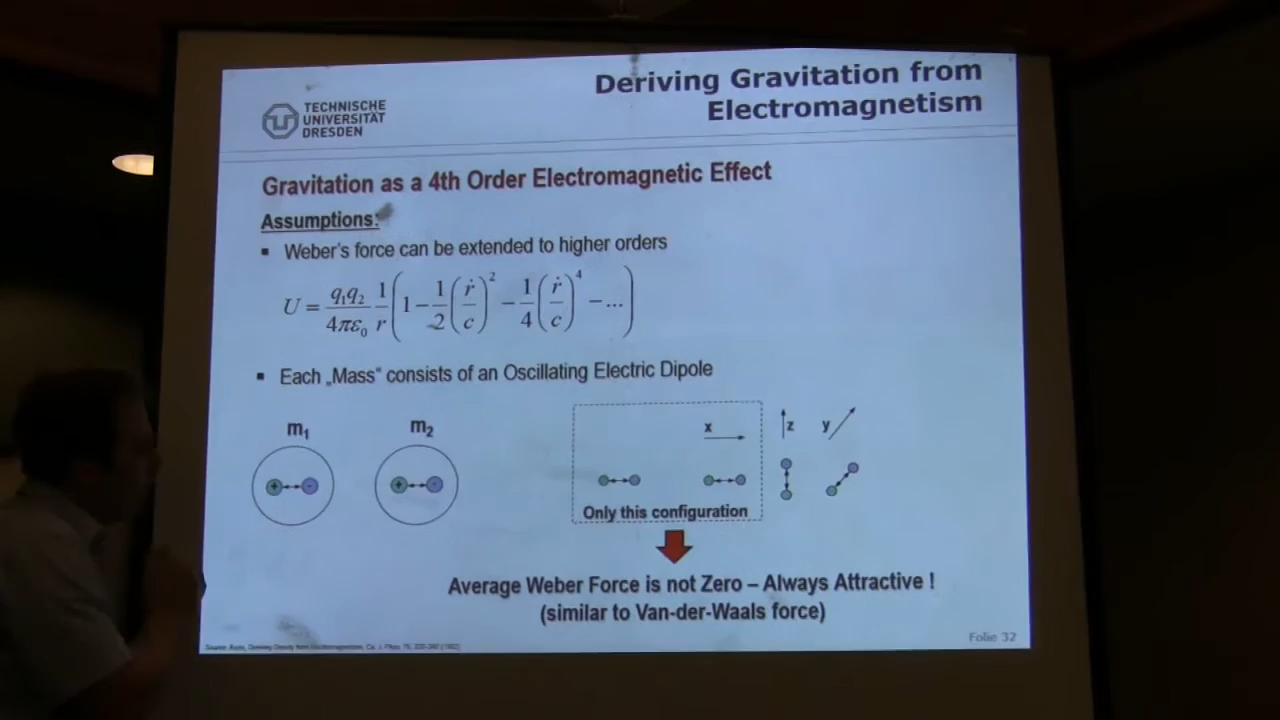 Deriving Gravitation from
Electromagnetism
TECHNISCHE
UNIVERSITÄT
DRESDEN
Gravitation as a 4th Order Electromagnetic Effect
Assumptions:
▪ Weber's force can be extended to higher orders
U = q₁q₂/4πε₀ 1/r (1 − 1/2 (ṙ/c)² − 1/4 (ṙ/c)⁴ − ...)
▪ Each „Mass“ consists of an Oscillating Electric Dipole
m₁ m₂ x z y
+ - + -
Only this configuration
Average Weber Force is not Zero – Always Attractive !
(similar to Van-der-Waals force)
Folie 32